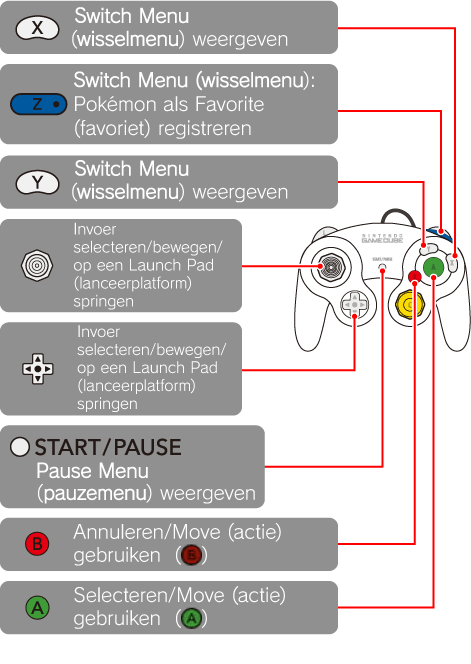 X
Switch Menu
(wisselmenu) weergeven
Z
Switch Menu (wisselmenu):
Pokémon als Favorite
(favoriet) registreren
Y
Switch Menu
(wisselmenu) weergeven
Invoer
selecteren/bewegen/
op een Launch Pad
(lanceerplatform)
springen
Invoer
selecteren/bewegen/
op een Launch Pad
(lanceerplatform)
springen
START/PAUSE
Pause Menu
(pauzemenu) weergeven
B
Annuleren/Move (actie)
gebruiken (B)
A
Selecteren/Move (actie)
gebruiken (A)
NINTENDO
GAMECUBE
START/PAUSE
A